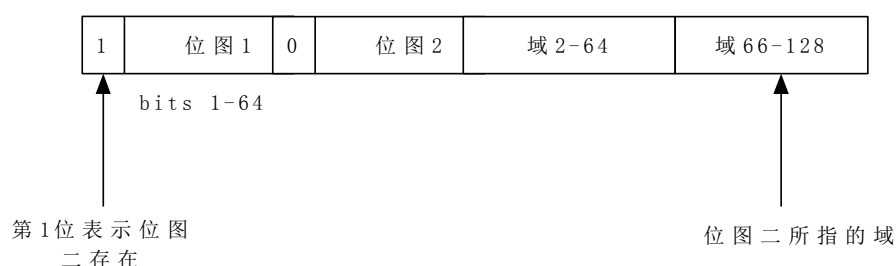 1 位图1 0 位图2 域2-64 域66-128
bits 1-64
第1位表示位图
二存在
位图二所指的域